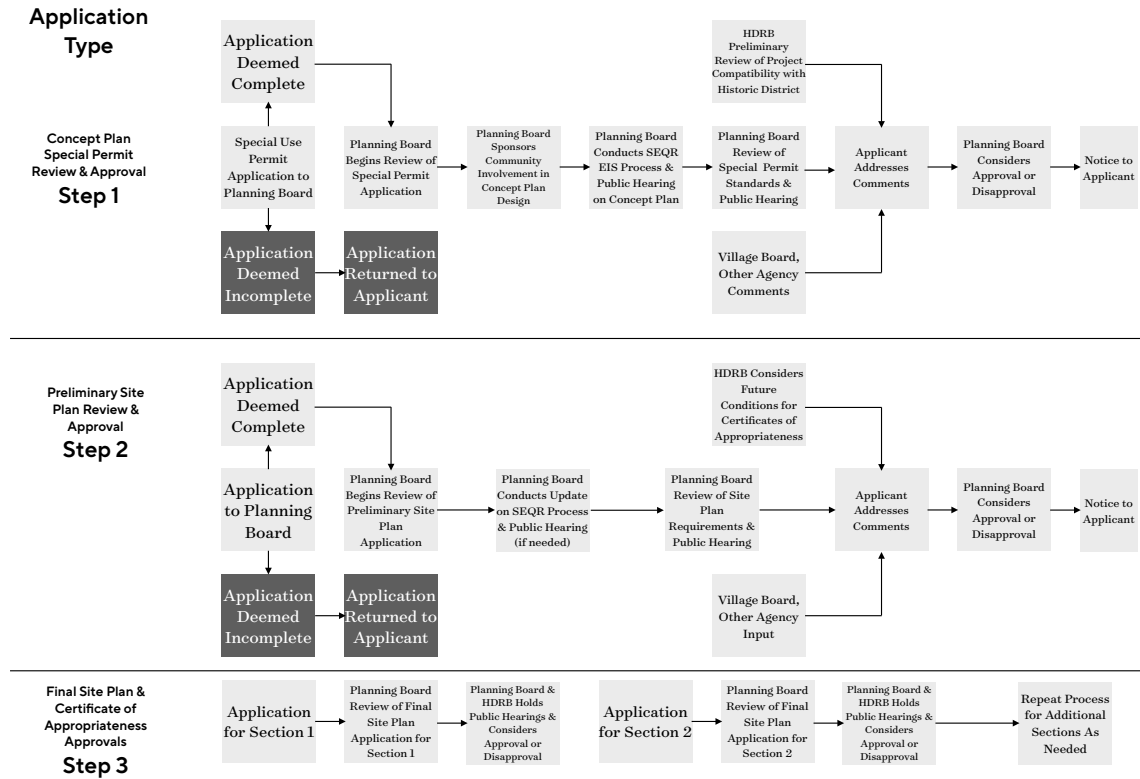 Application
Type
Concept Plan
Special Permit
Review & Approval
Step 1
Application
Deemed
Complete
Special Use
Permit
Application to
Planning Board
Application
Deemed
Incomplete
Application
Returned to
Applicant
Planning Board
Begins Review of
Special Permit
Application
Planning Board
Sponsors
Community
Involvement in
Concept Plan
Design
Planning Board
Conducts SEQR
EIS Process &
Public Hearing
on Concept Plan
HDRB
Preliminary
Review of Project
Compatibility with
Historic District
Planning Board
Review of
Special Permit
Standards &
Public Hearing
Village Board,
Other Agency
Comments
Applicant
Addresses
Comments
Planning Board
Considers
Approval or
Disapproval
Notice to
Applicant
Preliminary Site
Plan Review &
Approval
Step 2
Application
Deemed
Complete
Application
to Planning
Board
Application
Deemed
Incomplete
Application
Returned to
Applicant
Planning Board
Begins Review of
Preliminary Site
Plan
Application
Planning Board
Conducts Update
on SEQR Process
& Public Hearing
(if needed)
Planning Board
Review of Site
Plan
Requirements &
Public Hearing
HDRB Considers
Future
Conditions for
Certificates of
Appropriateness
Village Board,
Other Agency
Input
Applicant
Addresses
Comments
Planning Board
Considers
Approval or
Disapproval
Notice to
Applicant
Final Site Plan &
Certificate of
Appropriateness
Approvals
Step 3
Application
for Section 1
Planning Board
Review of Final
Site Plan
Application for
Section 1
Planning Board &
HDRB Holds
Public Hearings &
Considers
Approval or
Disapproval
Application
for Section 2
Planning Board
Review of Final
Site Plan
Application for
Section 2
Planning Board &
HDRB Holds
Public Hearings &
Considers
Approval or
Disapproval
Repeat Process
for Additional
Sections As
Needed